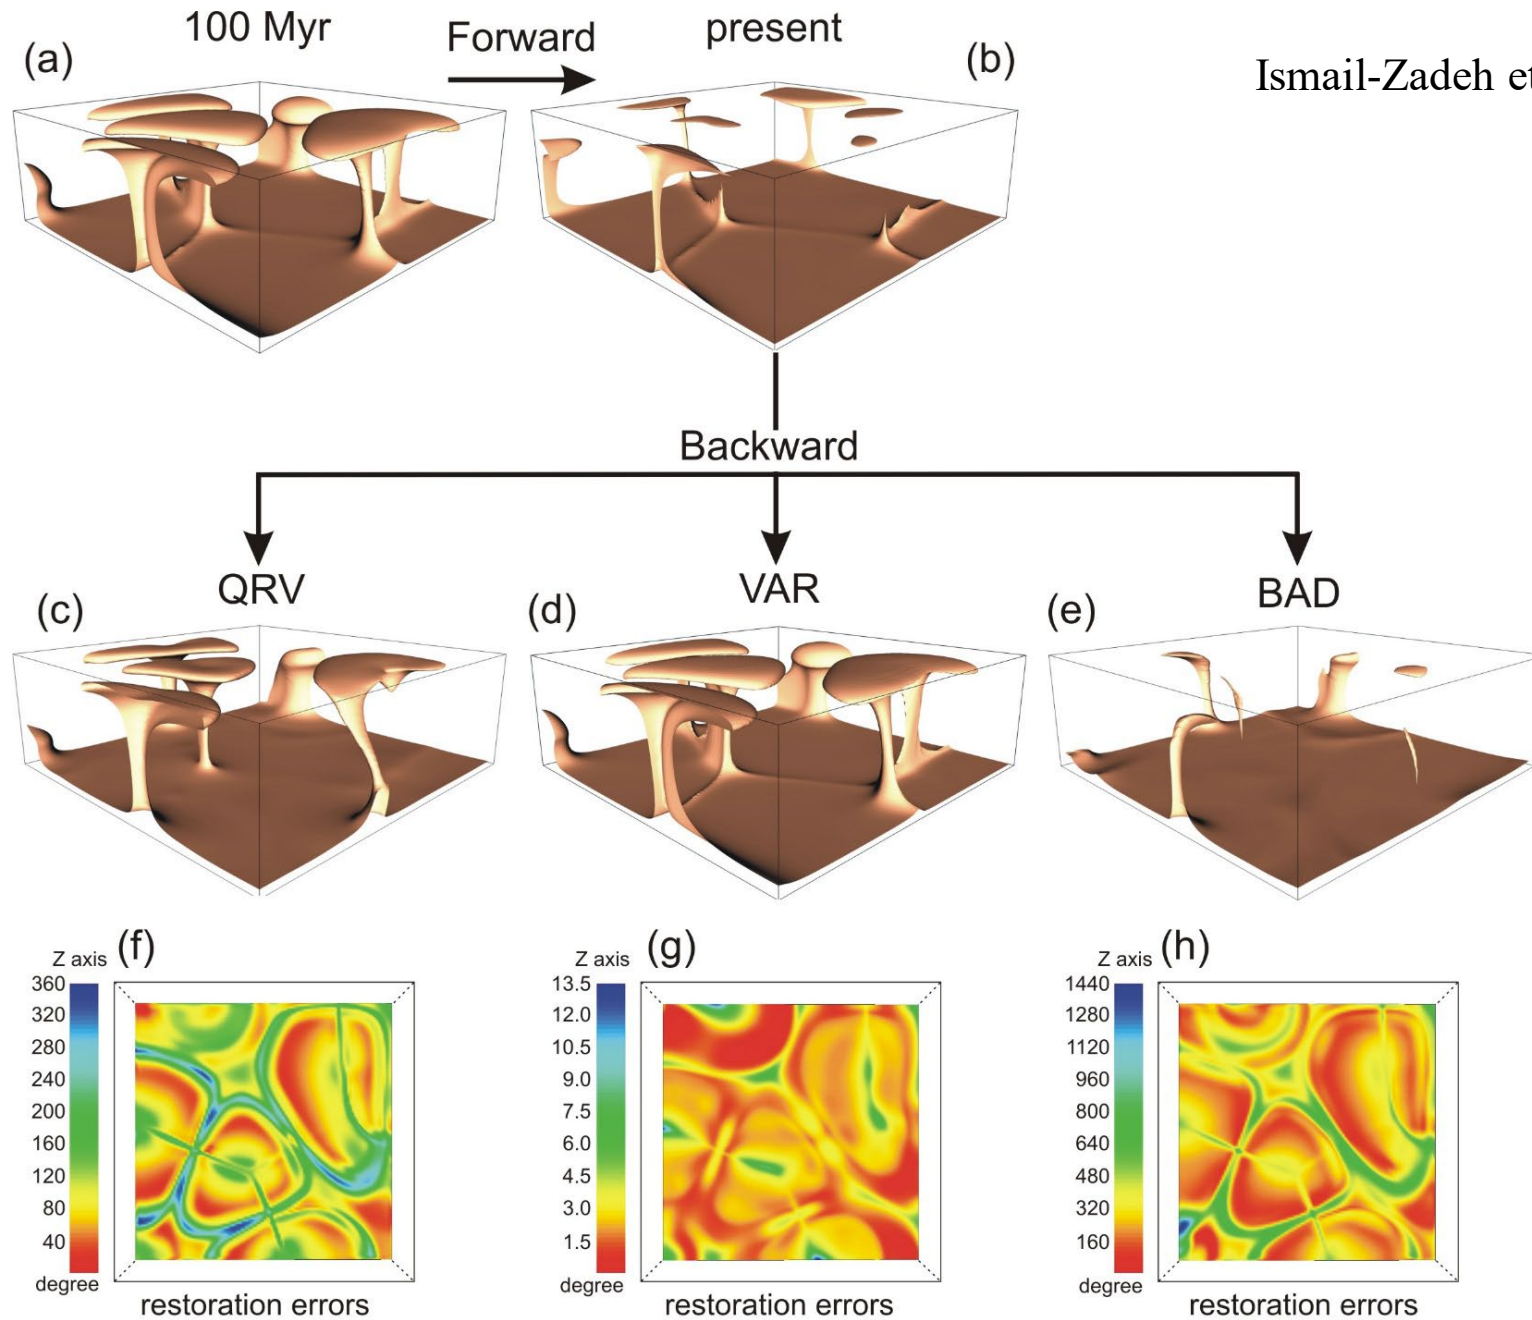 100 Myr
Forward
present
(a)
(b)
Ismail-Zadeh et
Backward
QRV
VAR
BAD
(c)
(d)
(e)
(f)
Z axis
360
320
280
240
200
160
120
80
40
degree
restoration errors
(g)
Z axis
13.5
12.0
10.5
9.0
7.5
6.0
4.5
3.0
1.5
degree
restoration errors
(h)
Z axis
1440
1280
1120
960
800
640
480
320
160
degree
restoration errors